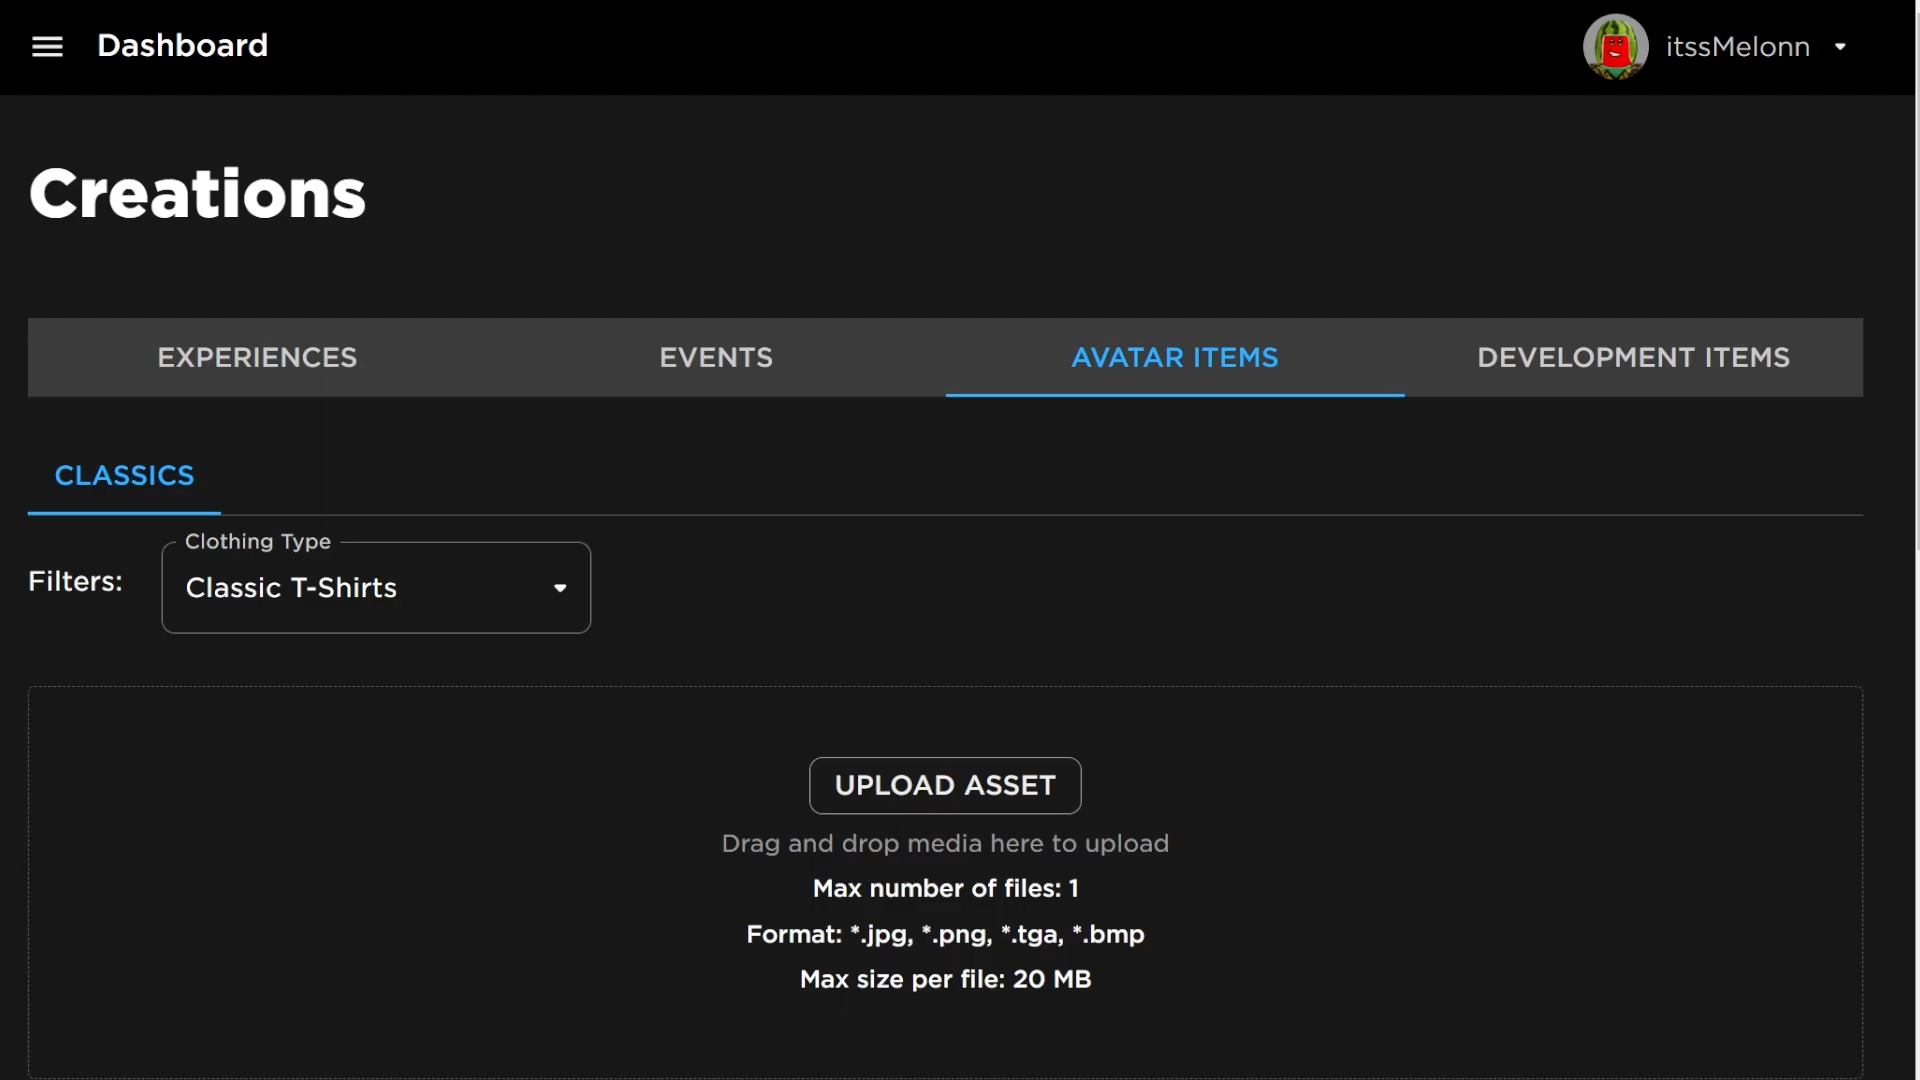 Dashboard
itssMelonn
Creations
EXPERIENCES
EVENTS
AVATAR ITEMS
DEVELOPMENT ITEMS
CLASSICS
Filters:
Clothing Type
Classic T-Shirts
UPLOAD ASSET
Drag and drop media here to upload
Max number of files: 1
Format: *.jpg, *.png, *.tga, *.bmp
Max size per file: 20 MB